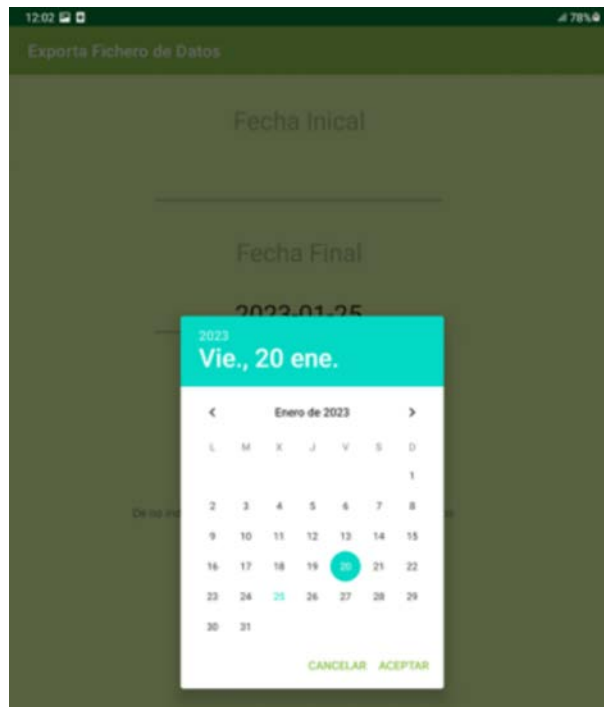 12:02 78%
Exporta Fichero de Datos
Fecha Inical
Fecha Final
2023-01-25
2023
Vie., 20 ene.
Enero de 2023
L M X J V S D
1
2 3 4 5 6 7 8
9 10 11 12 13 14 15
16 17 18 19 20 21 22
23 24 25 26 27 28 29
30 31
De no
CANCELAR ACEPTAR